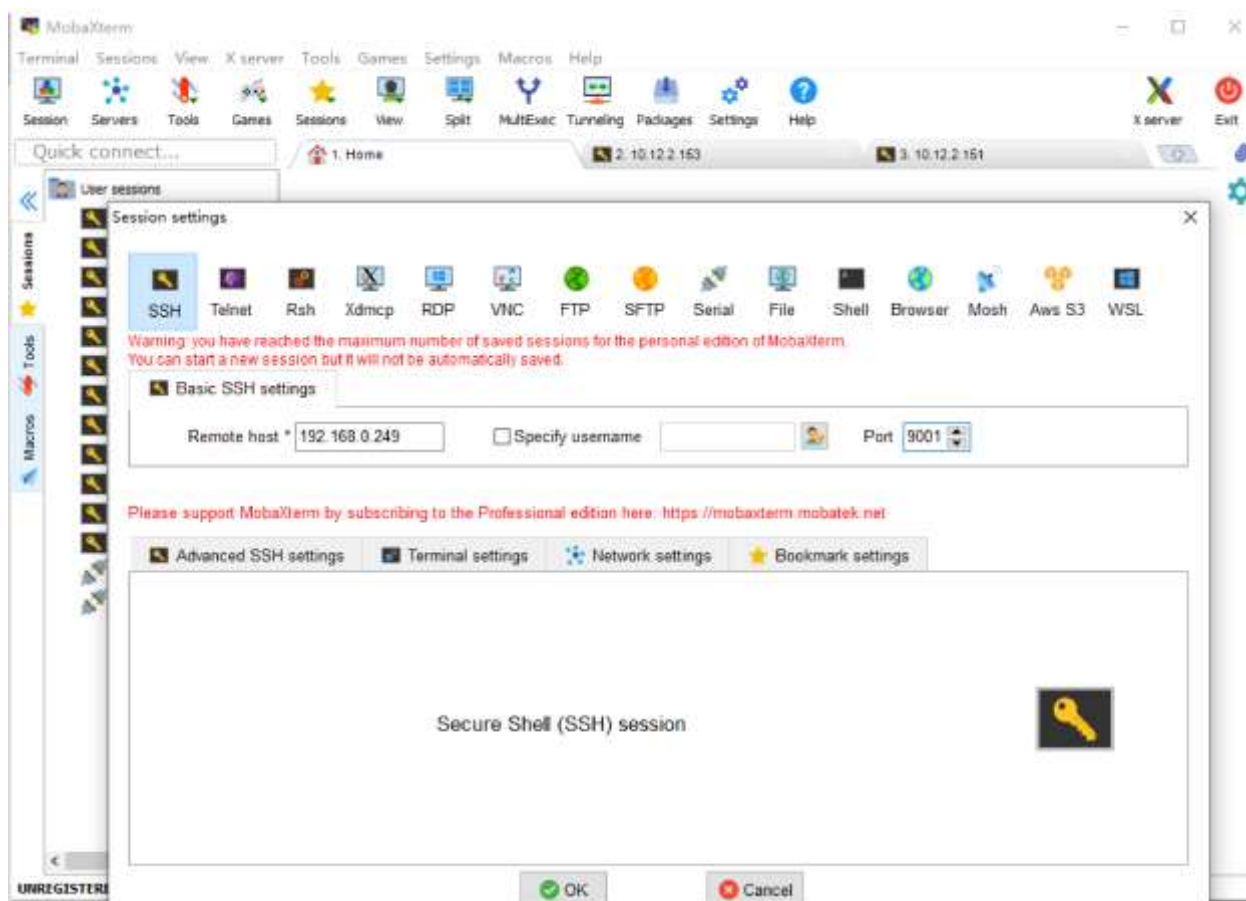 MobaXterm
Terminal Sessions View X server Tools Games Settings Macros Help
Session Servers Tools Games Sessions View Split MultiExec Tunneling Packages Settings Help X server Exit
Quick connect... 1. Home 2. 10.12.2.153 3. 10.12.2.151
User sessions
Session settings
Sessions
Tools
Macros
SSH Telnet Rsh Xdmcp RDP VNC FTP SFTP Serial File Shell Browser Mosh Aws S3 WSL
Warning: you have reached the maximum number of saved sessions for the personal edition of MobaXterm.
You can start a new session but it will not be automatically saved.
Basic SSH settings
Remote host * 192.168.0.249 Specify username Port 9001
Please support MobaXterm by subscribing to the Professional edition here: https://mobaxterm.mobatek.net
Advanced SSH settings Terminal settings Network settings Bookmark settings
Secure Shell (SSH) session
OK Cancel